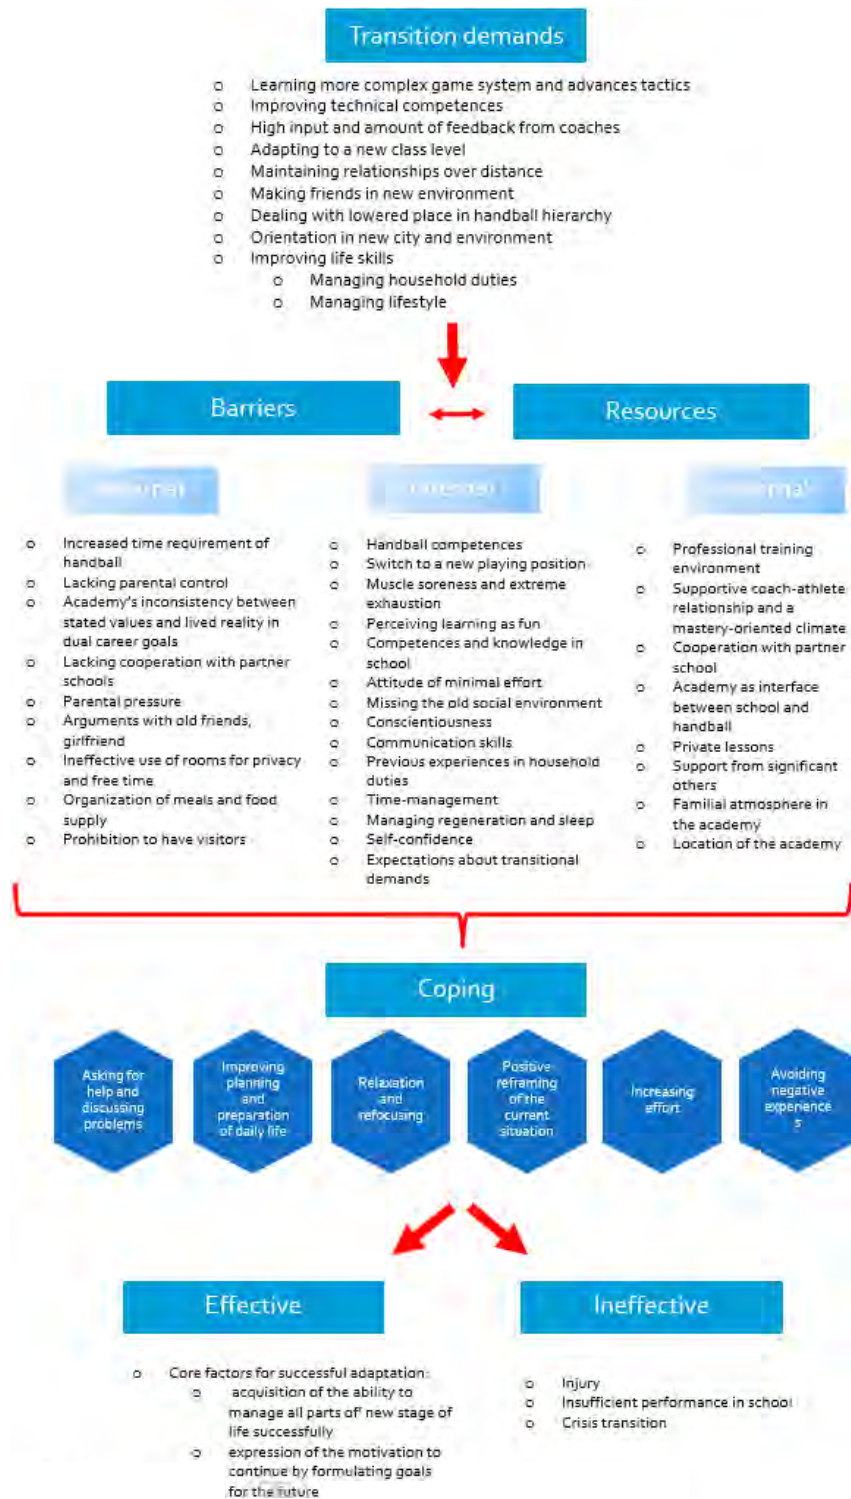 Transition demands
o Learning more complex game system and advances tactics
o Improving technical competences
o High input and amount of feedback from coaches
o Adapting to a new class level
o Maintaining relationships over distance
o Making friends in new environment
o Dealing with lowered place in handball hierarchy
o Orientation in new city and environment
o Improving life skills
o Managing household duties
o Managing lifestyle
Barriers
Resources
o Increased time requirement of
handball
o Lacking parental control
o Academy's inconsistency between
stated values and lived reality in
dual career goals
o Lacking cooperation with partner
schools
o Parental pressure
o Arguments with old friends,
girlfriend
o Ineffective use of rooms for privacy
and free time
o Organization of meals and food
supply
o Prohibition to have visitors
o Handball competences
o Switch to a new playing position
o Muscle soreness and extreme
exhaustion
o Perceiving learning as fun
o Competences and knowledge in
school
o Attitude of minimal effort
o Missing the old social environment
o Conscientiousness
o Communication skills
o Previous experiences in household
duties
o Time-management
o Managing regeneration and sleep
o Self-confidence
o Expectations about transitional
demands
o Professional training
environment
o Supportive coach-athlete
relationship and a
mastery-oriented climate
o Cooperation with partner
school
o Academy as interface
between school and
handball
o Private lessons
o Support from significant
others
o Familial atmosphere in
the academy
o Location of the academy
Coping
Asking for
help and
discussing
problems
Improving
planning
and
preparation
of daily life
Relaxation
and
refocusing
Positive
reframing
of the
current
situation
Increasing
effort
Avoiding
negative
experience
s
Effective
Ineffective
o Core factors for successful adaptation:
o acquisition of the ability to
manage all parts of new stage of
life successfully
o expression of the motivation to
continue by formulating goals
for the future
o Injury
o Insufficient performance in school
o Crisis transition